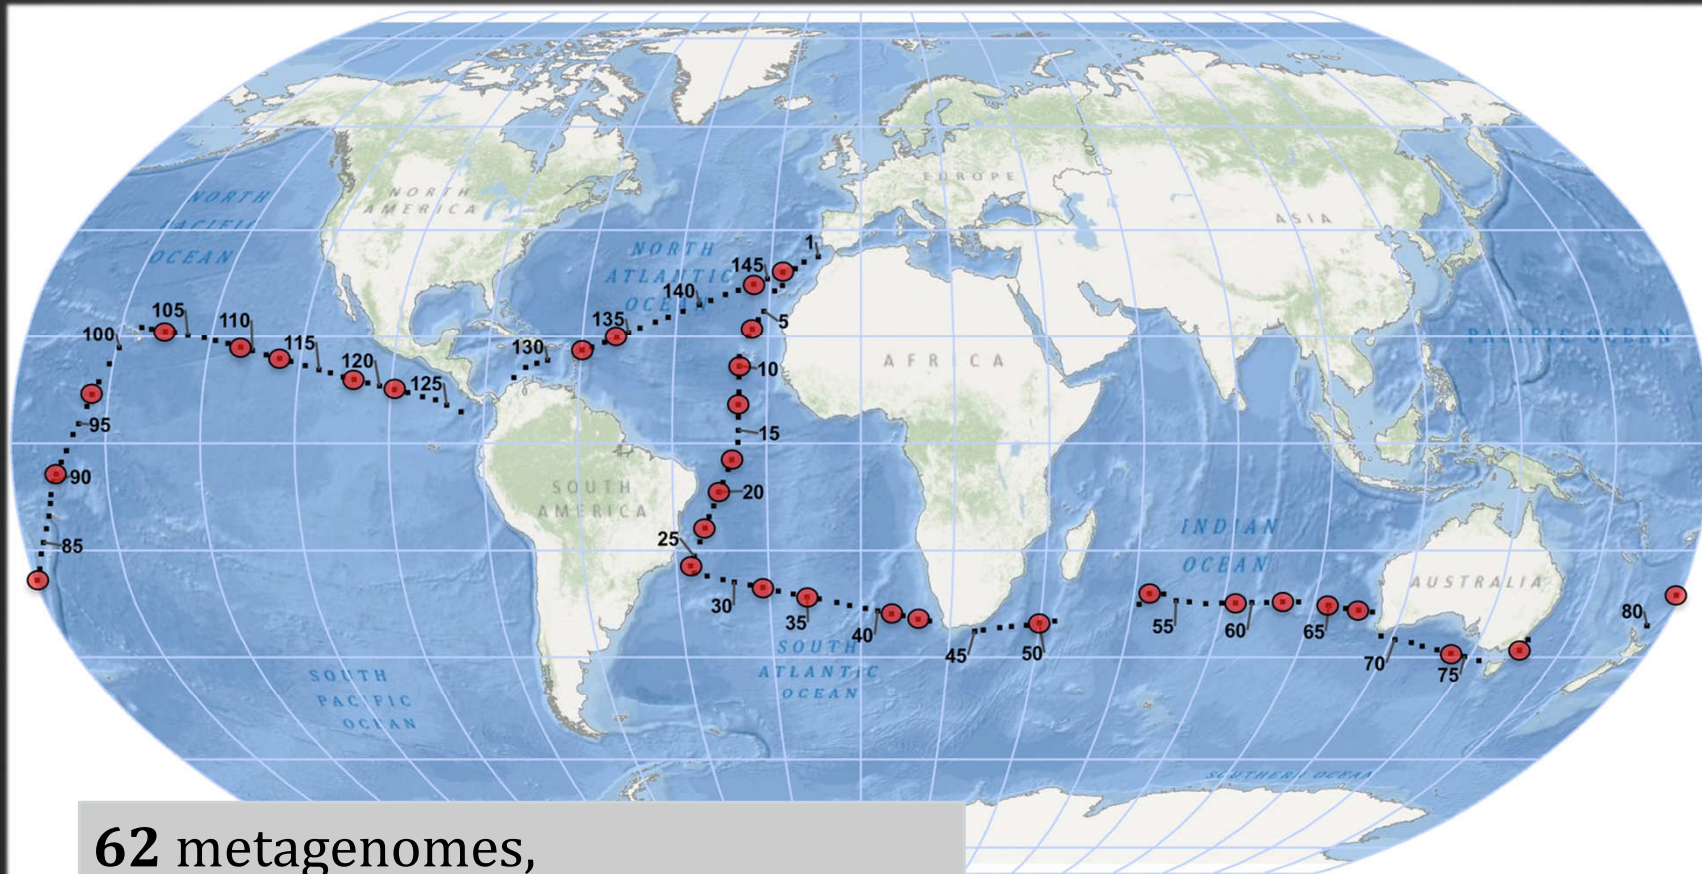 NORTH
PACIFIC
OCEAN
NORTH
AMERICA
NORTH
ATLANTIC
OCEAN
EUROPE
ASIA
1
145
140
135
130
5
10
15
20
25
30
35
40
45
50
55
60
65
70
75
80
85
90
95
100
105
110
115
120
125
AFRICA
PACIFIC OCEAN
SOUTH
AMERICA
INDIAN
OCEAN
AUSTRALIA
SOUTH
ATLANTIC
OCEAN
SOUTH
PACIFIC
OCEAN
SOUTHERN OCEAN
62 metagenomes,